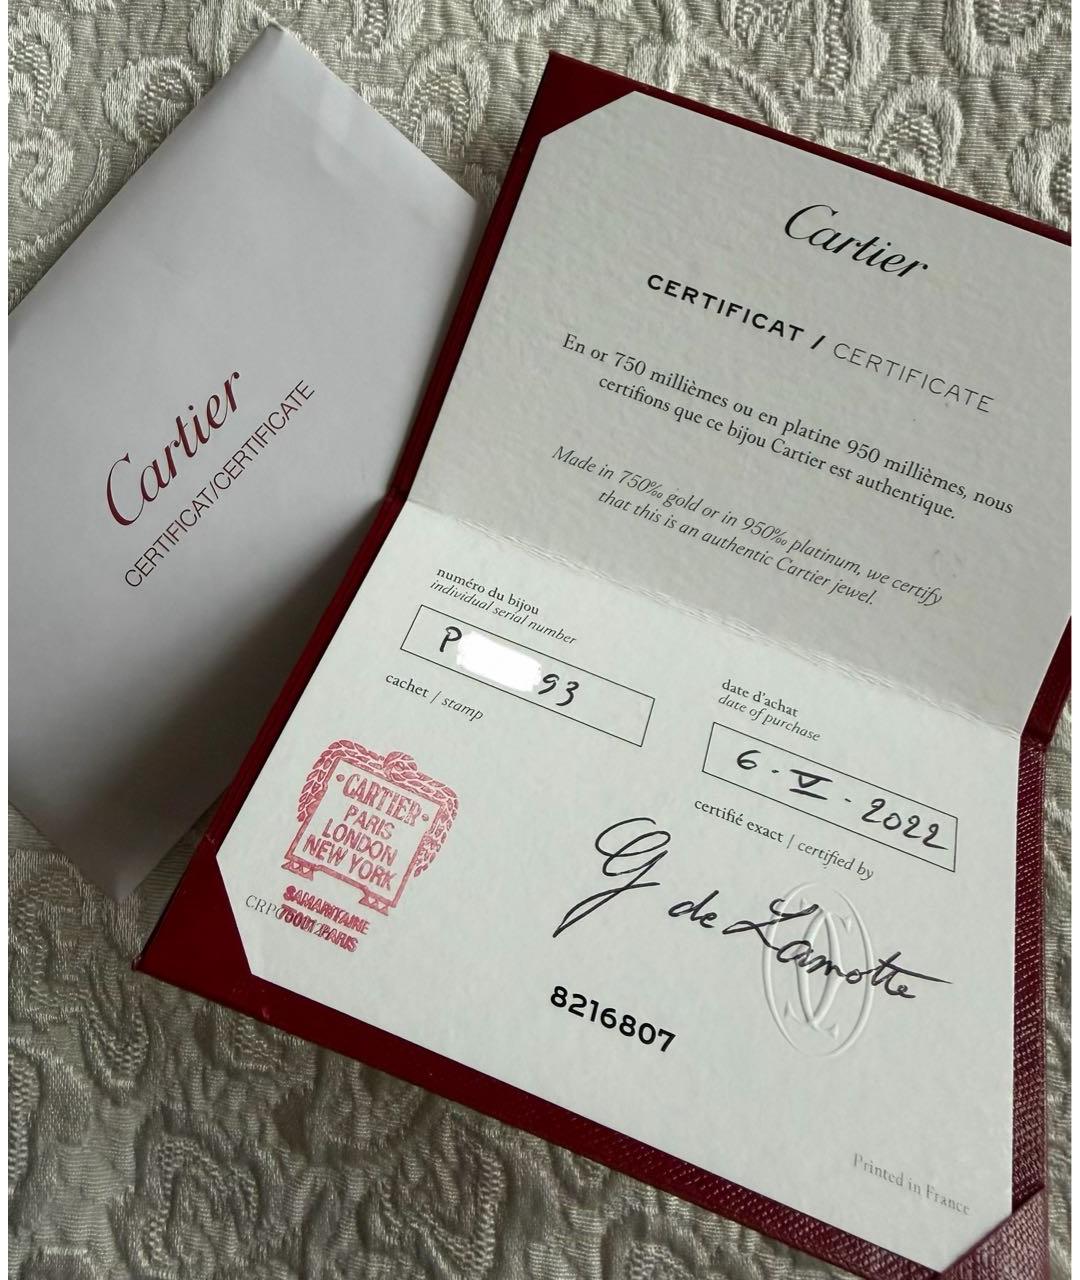 Cartier
CERTIFICAT/CERTIFICATE
Cartier
CERTIFICAT / CERTIFICATE
En or 750 millièmes ou en platine 950 millièmes, nous
certifions que ce bijou Cartier est authentique.
Made in 750‰ gold or in 950‰ platinum, we certify
that this is an authentic Cartier jewel.
numéro du bijou
individual serial number
P 93
cachet / stamp
date d'achat
date of purchase
6 · V · 2022
certifié exact / certified by
G de Lamotte
·CARTIER·
PARIS
LONDON
NEW YORK
SAMARITAINE
75001 PARIS
8216807
Printed in France